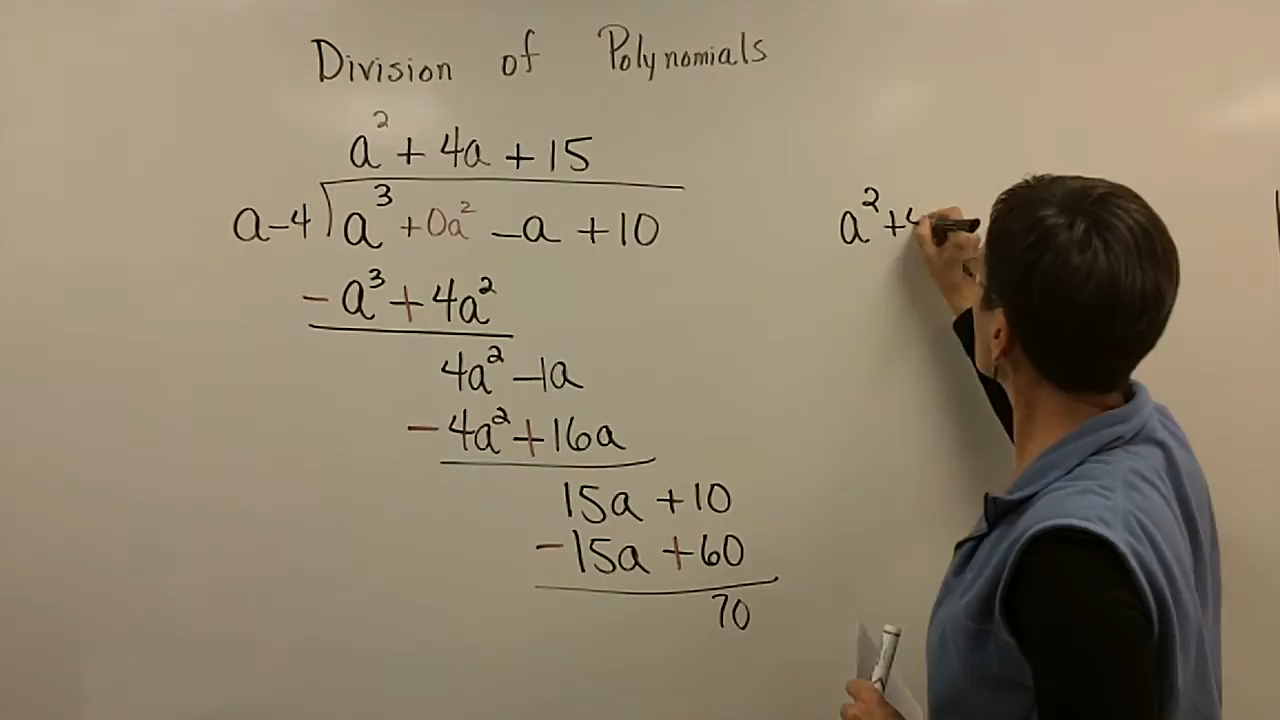 Division of Polynomials
a² + 4a + 15
a-4) a³ +0a² -a +10
- a³ + 4a²
4a² -1a
- 4a² +16a
15a +10
- 15a +60
70
a² +4